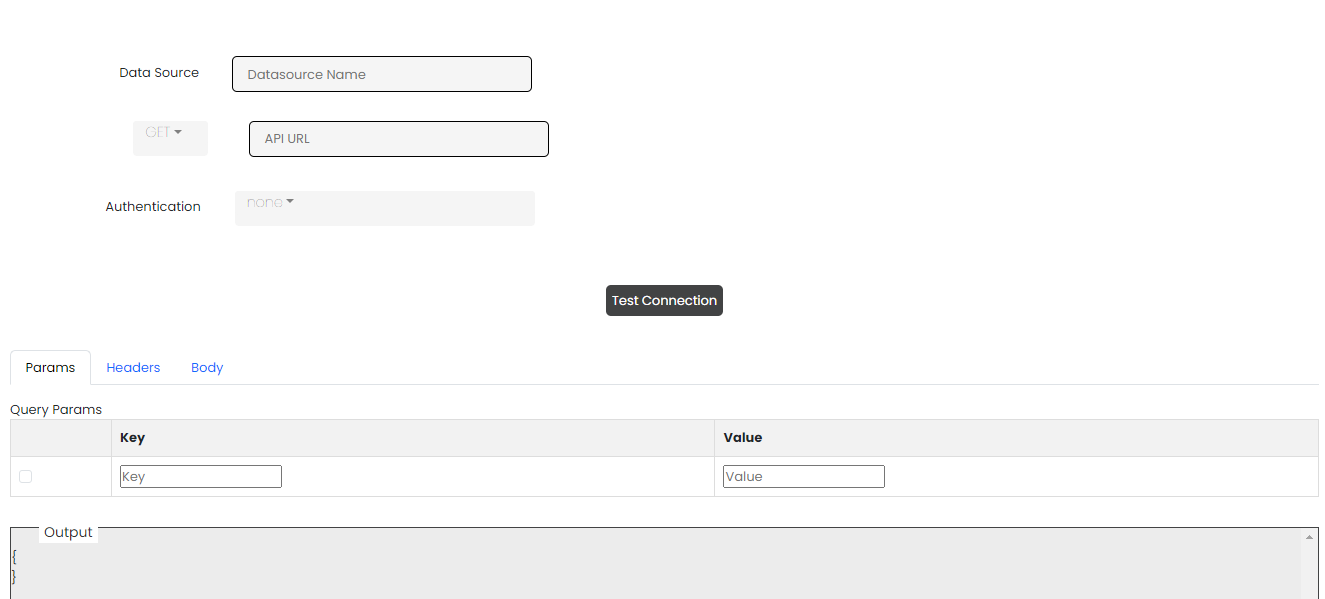 Data Source
Datasource Name
GET
API URL
Authentication
none
Test Connection
Params Headers Body
Query Params
Key Value
Key Value
Output
{
}